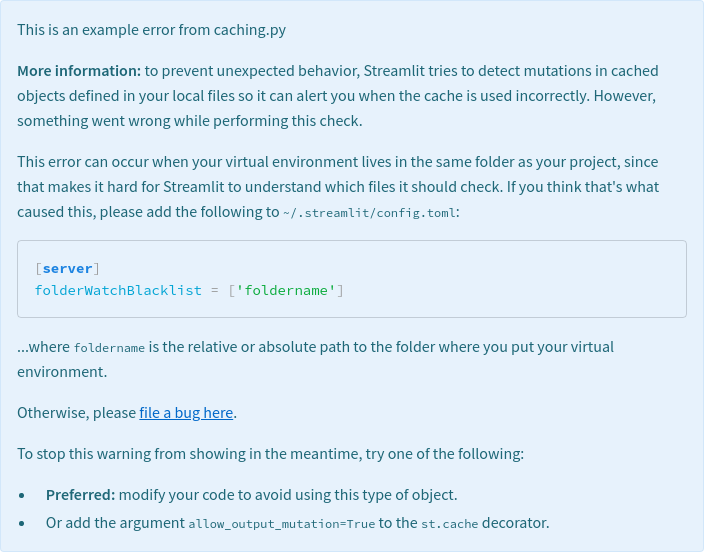 This is an example error from caching.py
More information: to prevent unexpected behavior, Streamlit tries to detect mutations in cached
objects defined in your local files so it can alert you when the cache is used incorrectly. However,
something went wrong while performing this check.
This error can occur when your virtual environment lives in the same folder as your project, since
that makes it hard for Streamlit to understand which files it should check. If you think that's what
caused this, please add the following to ~/.streamlit/config.toml:
[server]
folderWatchBlacklist = ['foldername']
...where foldername is the relative or absolute path to the folder where you put your virtual
environment.
Otherwise, please file a bug here.
To stop this warning from showing in the meantime, try one of the following:
• Preferred: modify your code to avoid using this type of object.
• Or add the argument allow_output_mutation=True to the st.cache decorator.